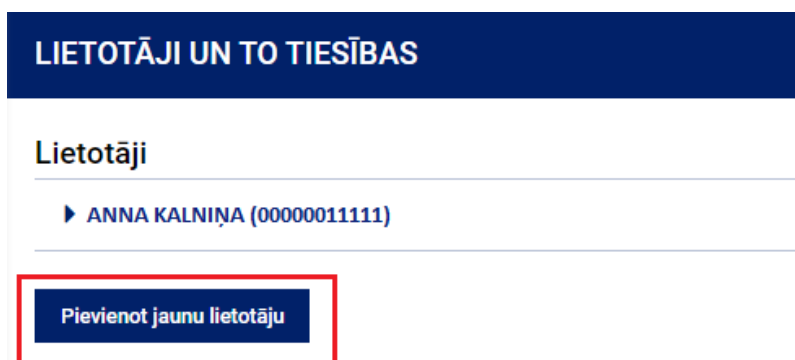 LIETOTĀJI UN TO TIESĪBAS
Lietotāji
ANNA KALNIŅA (00000011111)
Pievienot jaunu lietotāju